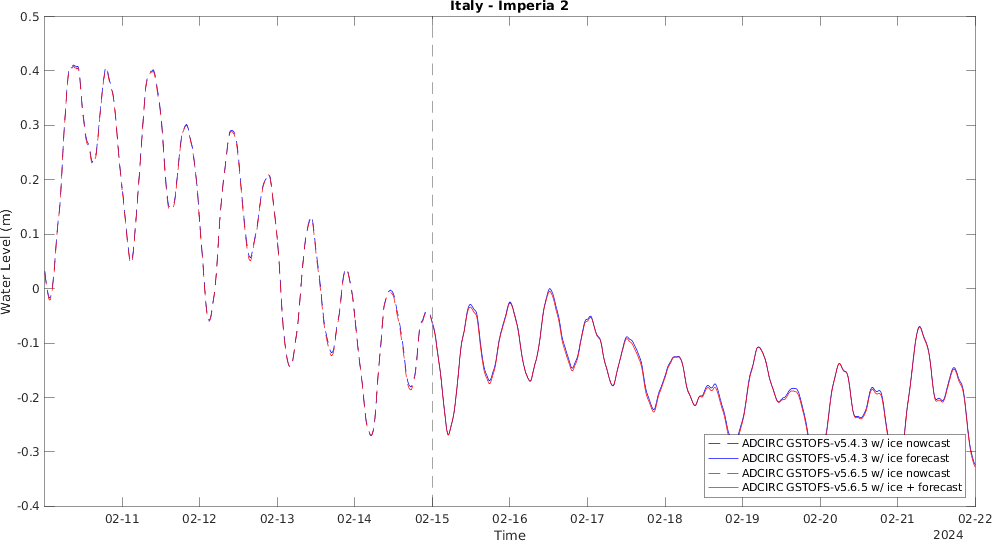 Italy - Imperia 2
Water Level (m)
0.5
0.4
0.3
0.2
0.1
0
-0.1
-0.2
-0.3
-0.4
ADCIRC GSTOFS-v5.4.3 w/ ice nowcast
ADCIRC GSTOFS-v5.4.3 w/ ice forecast
ADCIRC GSTOFS-v5.6.5 w/ ice nowcast
ADCIRC GSTOFS-v5.6.5 w/ ice + forecast
02-11 02-12 02-13 02-14 02-15 02-16 02-17 02-18 02-19 02-20 02-21 02-22
Time
2024